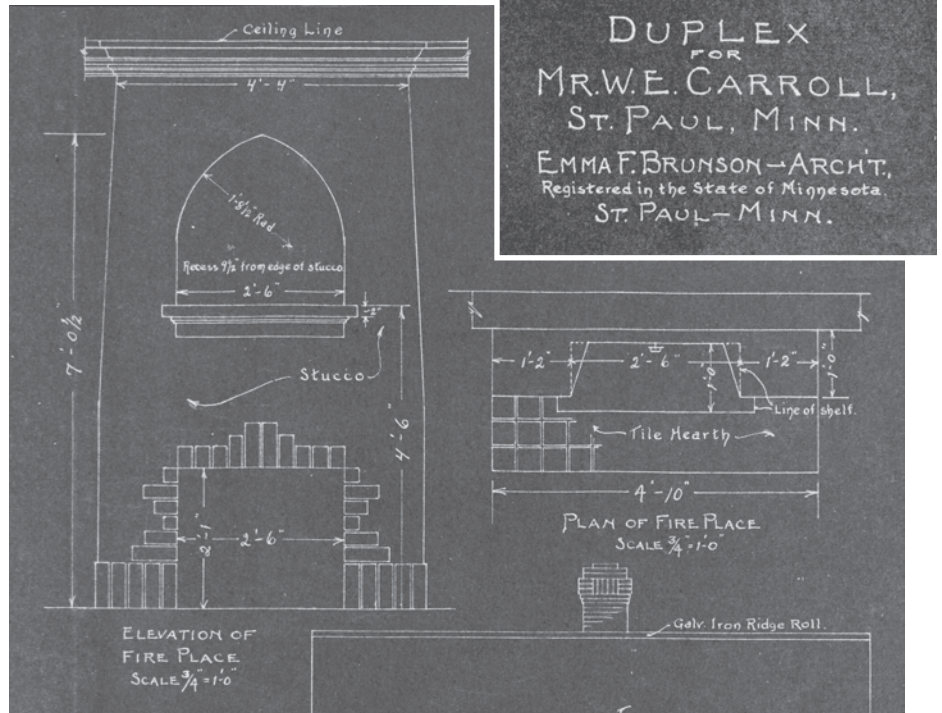 Ceiling Line
4'-4"
1'-8½" Rad
Recess 9½" from edge of stucco
2'-6"
2"
7'-0½"
Stucco
4'-6"
2'-1"
2'-6"
ELEVATION OF
FIRE PLACE
SCALE ¾"=1'-0"
DUPLEX
FOR
MR. W. E. CARROLL,
ST. PAUL, MINN.
EMMA F. BRUNSON—ARCH'T.,
Registered in the State of Minnesota.
ST. PAUL—MINN.
1'-2"
2'-6"
1'-2"
1'-0"
1'-0"
Line of shelf.
Tile Hearth
4'-10"
PLAN OF FIRE PLACE
SCALE ¾"=1'-0"
Galv. Iron Ridge Roll.